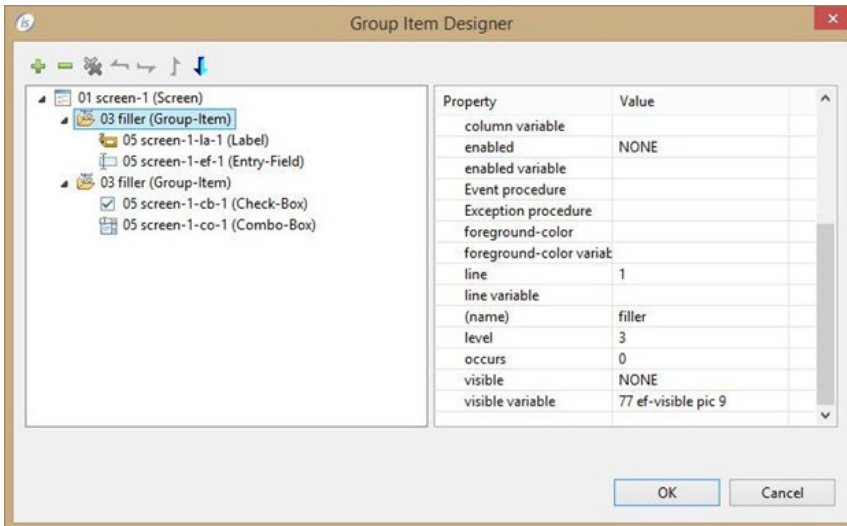 is
Group Item Designer
01 screen-1 (Screen)
03 filler (Group-Item)
05 screen-1-la-1 (Label)
05 screen-1-ef-1 (Entry-Field)
03 filler (Group-Item)
05 screen-1-cb-1 (Check-Box)
05 screen-1-co-1 (Combo-Box)
Property Value
column variable
enabled NONE
enabled variable
Event procedure
Exception procedure
foreground-color
foreground-color variab
line 1
line variable
(name) filler
level 3
occurs 0
visible NONE
visible variable 77 ef-visible pic 9
OK Cancel